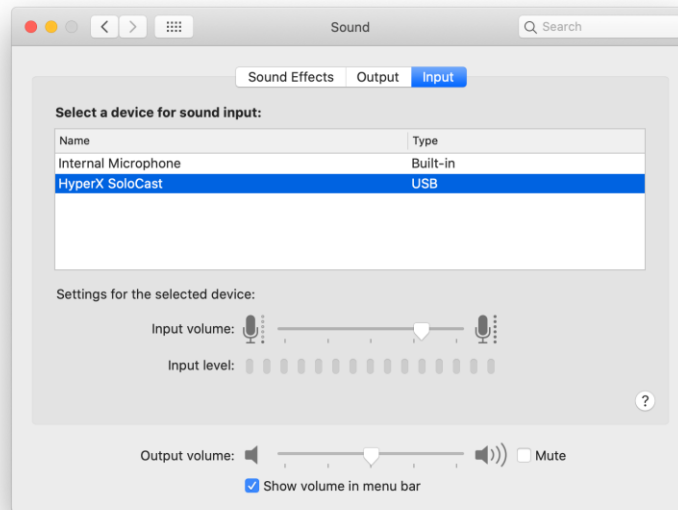 Sound
Search
Sound Effects Output Input
Select a device for sound input:
Name Type
Internal Microphone Built-in
HyperX SoloCast USB
Settings for the selected device:
Input volume:
Input level:
?
Output volume: Mute
Show volume in menu bar